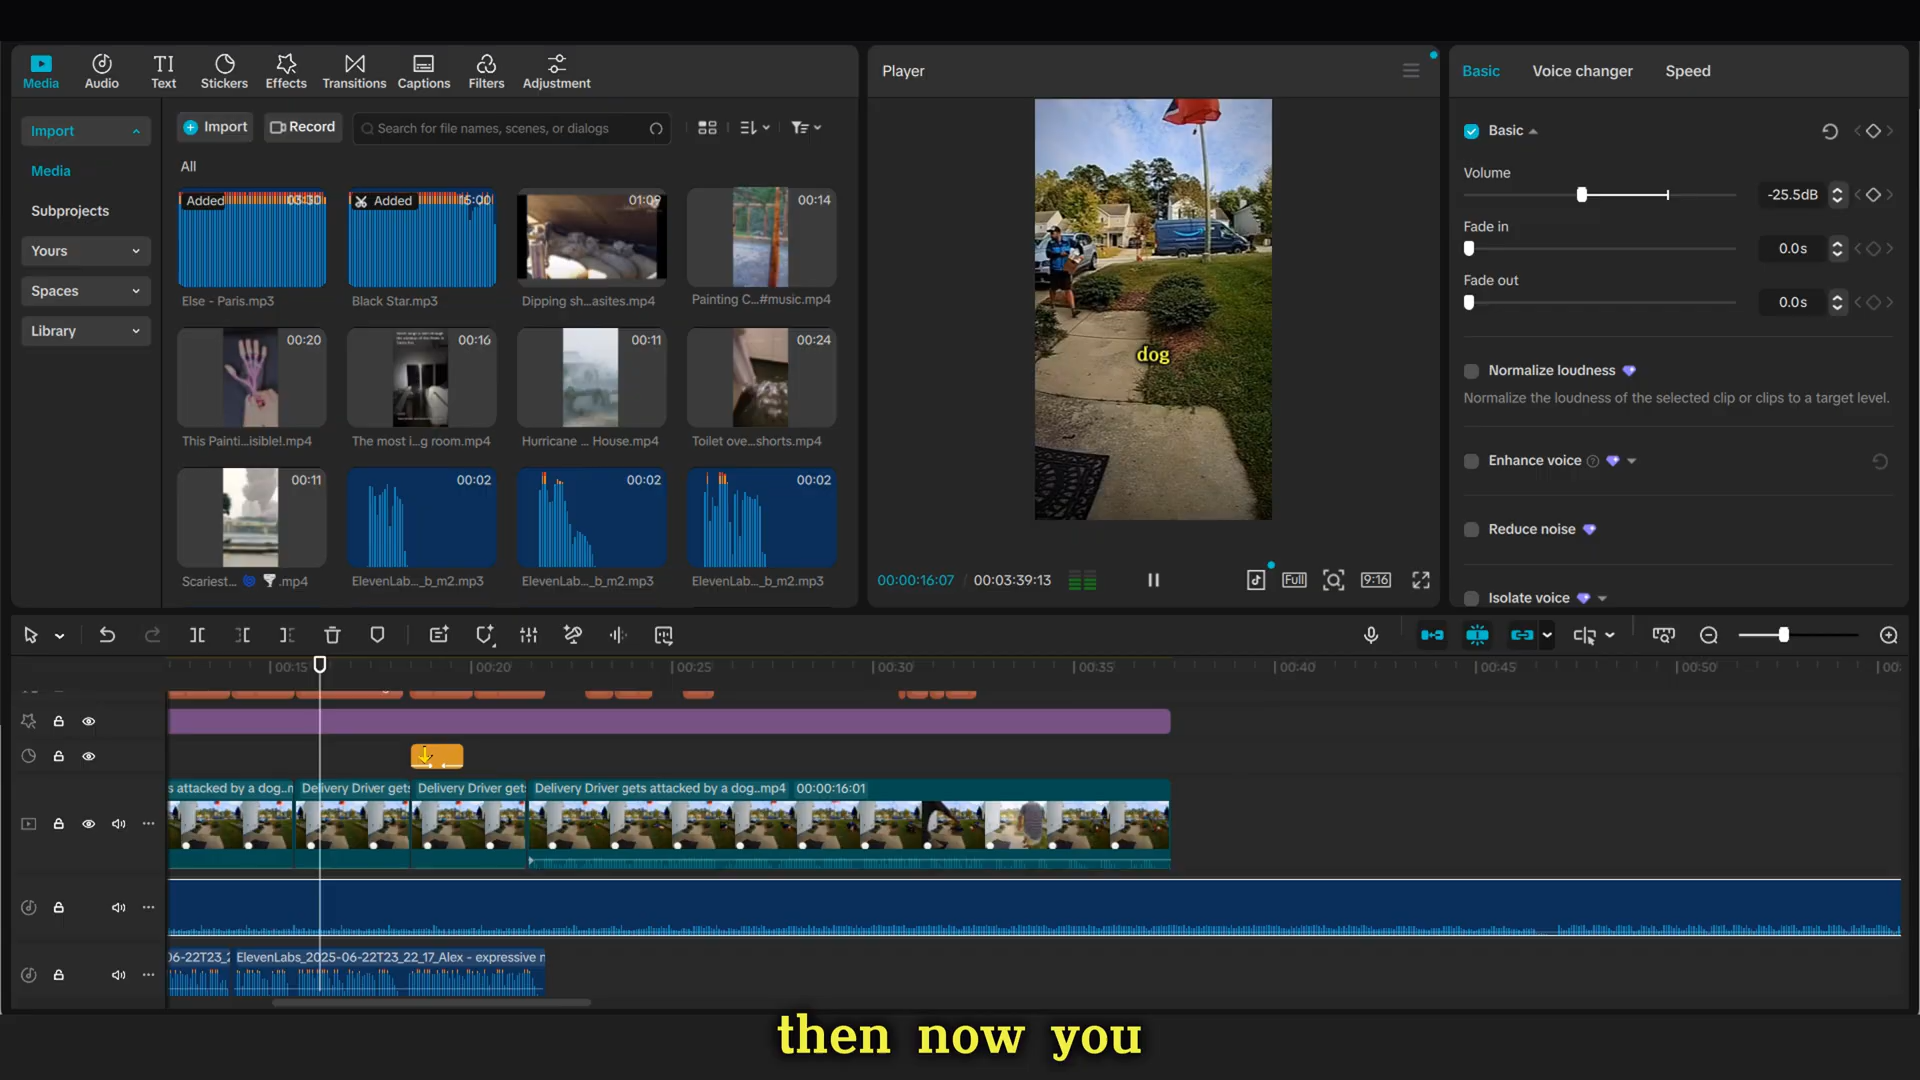 Media
Audio
Text
Stickers
Effects
Transitions
Captions
Filters
Adjustment
Import
Media
Subprojects
Yours
Spaces
Library
Import
Record
Search for file names, scenes, or dialogs
All
Added
03:30
Added
15:00
01:09
00:14
Else - Paris.mp3
Black Star.mp3
Dipping sh...asites.mp4
Painting C...#music.mp4
00:20
00:16
00:11
00:24
This Painti...isible!.mp4
The most i...g room.mp4
Hurricane ... House.mp4
Toilet ove...shorts.mp4
00:11
00:02
00:02
00:02
Scariest... .mp4
ElevenLab..._b_m2.mp3
ElevenLab..._b_m2.mp3
ElevenLab..._b_m2.mp3
Player
dog
00:00:16:07 / 00:03:39:13
Full
9:16
Basic
Voice changer
Speed
Basic
Volume
-25.5dB
Fade in
0.0s
Fade out
0.0s
Normalize loudness
Normalize the loudness of the selected clip or clips to a target level.
Enhance voice
Reduce noise
Isolate voice
00:15
00:20
00:25
00:30
00:35
00:40
00:45
00:50
s attacked by a dog..n
Delivery Driver gets
Delivery Driver gets
Delivery Driver gets attacked by a dog..mp4 00:00:16:01
06-22T23_2
ElevenLabs_2025-06-22T23_22_17_Alex - expressive n
then now you